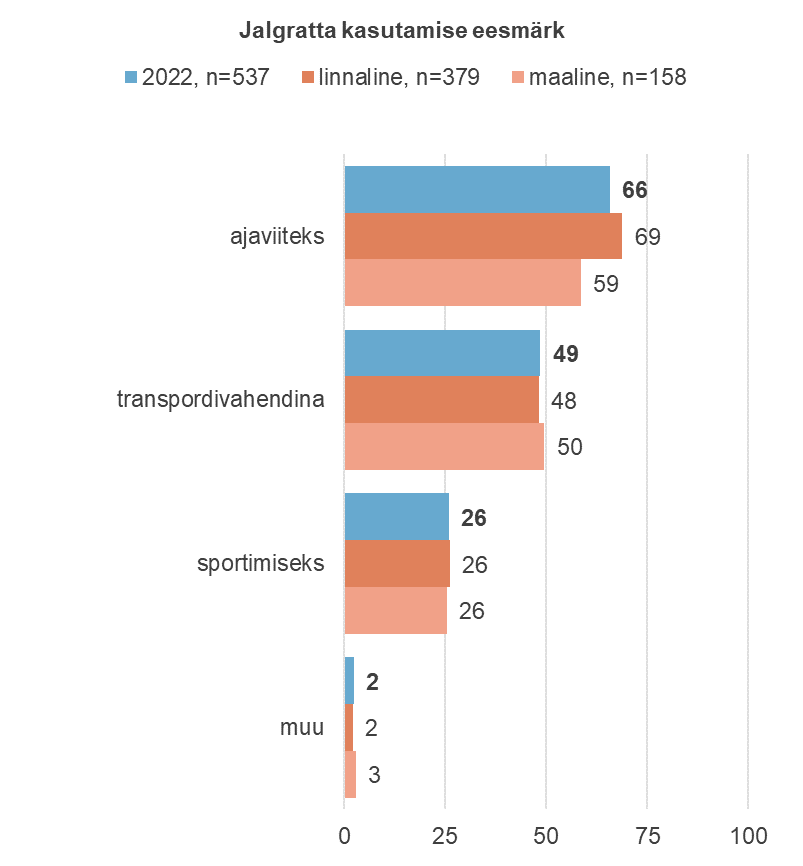 Jalgratta kasutamise eesmärk
2022, n=537 linnaline, n=379 maaline, n=158
66
ajaviiteks 69
59
49
transpordivahendina 48
50
26
sportimiseks 26
26
2
muu 2
3
0 25 50 75 100